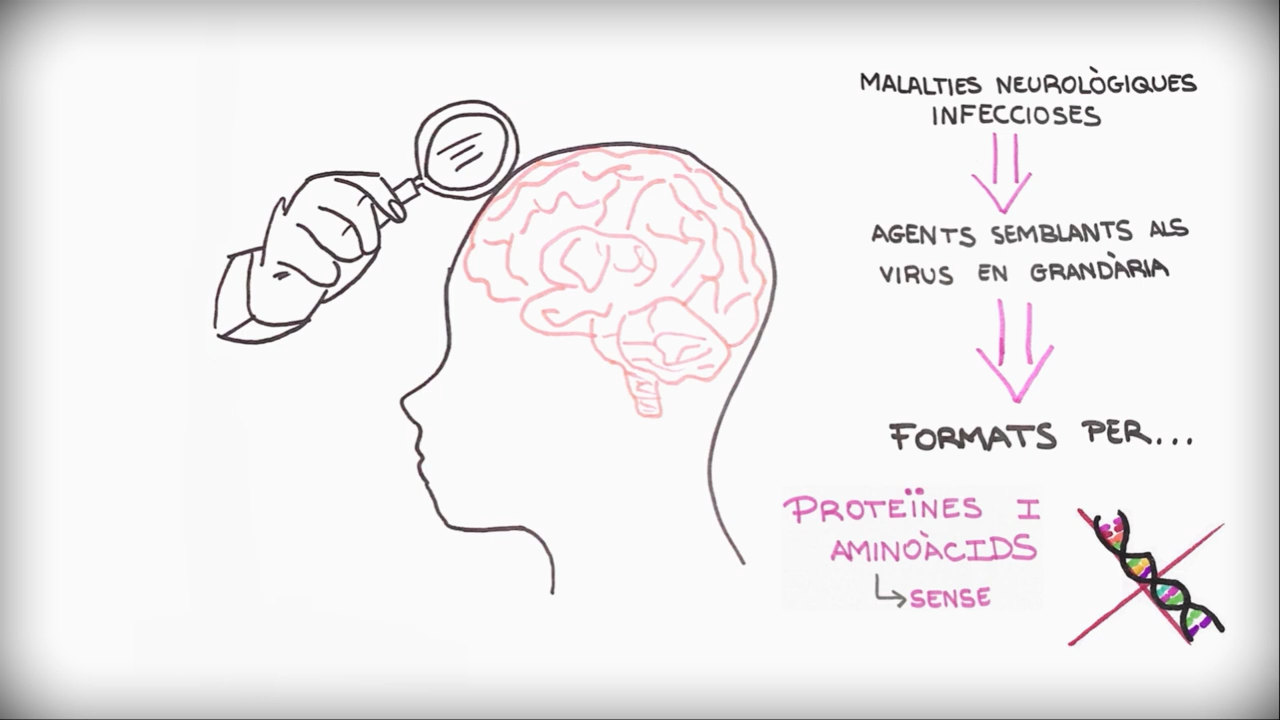 MALALTIES NEUROLÒGIQUES
INFECCIOSES
AGENTS SEMBLANTS ALS
VIRUS EN GRANDÀRIA
FORMATS PER...
PROTEÏNES I
AMINOÀCIDS
SENSE